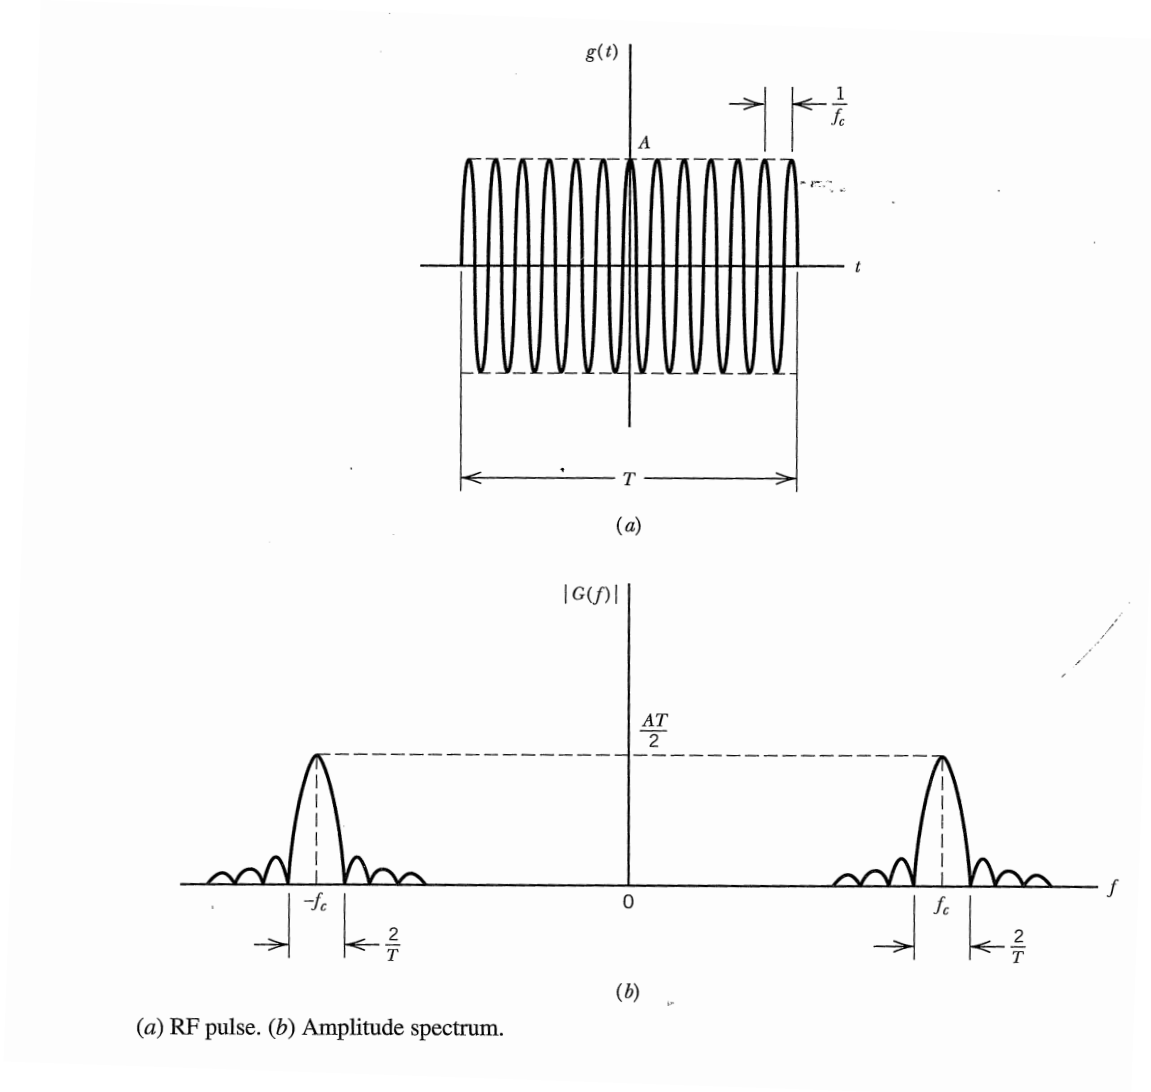 g(t)
1
f_c
A
t
T
(a)
|G(f)|
AT
2
-f_c
0
f_c
f
2
T
2
T
(b)
(a) RF pulse. (b) Amplitude spectrum.